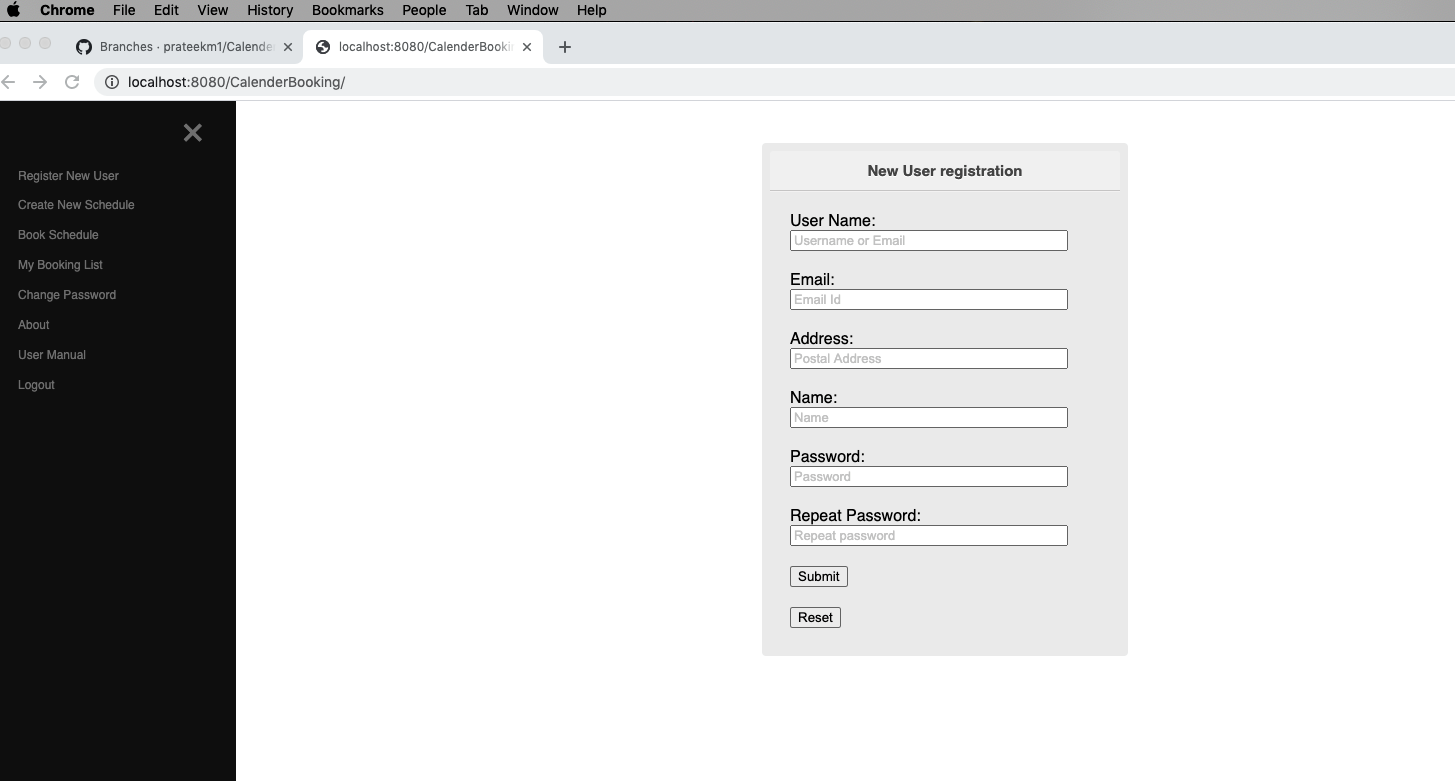 Chrome File Edit View History Bookmarks People Tab Window Help
Branches · prateekm1/Calende localhost:8080/CalenderBooki
localhost:8080/CalenderBooking/
Register New User
Create New Schedule
Book Schedule
My Booking List
Change Password
About
User Manual
Logout
New User registration
User Name:
Username or Email
Email:
Email Id
Address:
Postal Address
Name:
Name
Password:
Password
Repeat Password:
Repeat password
Submit
Reset